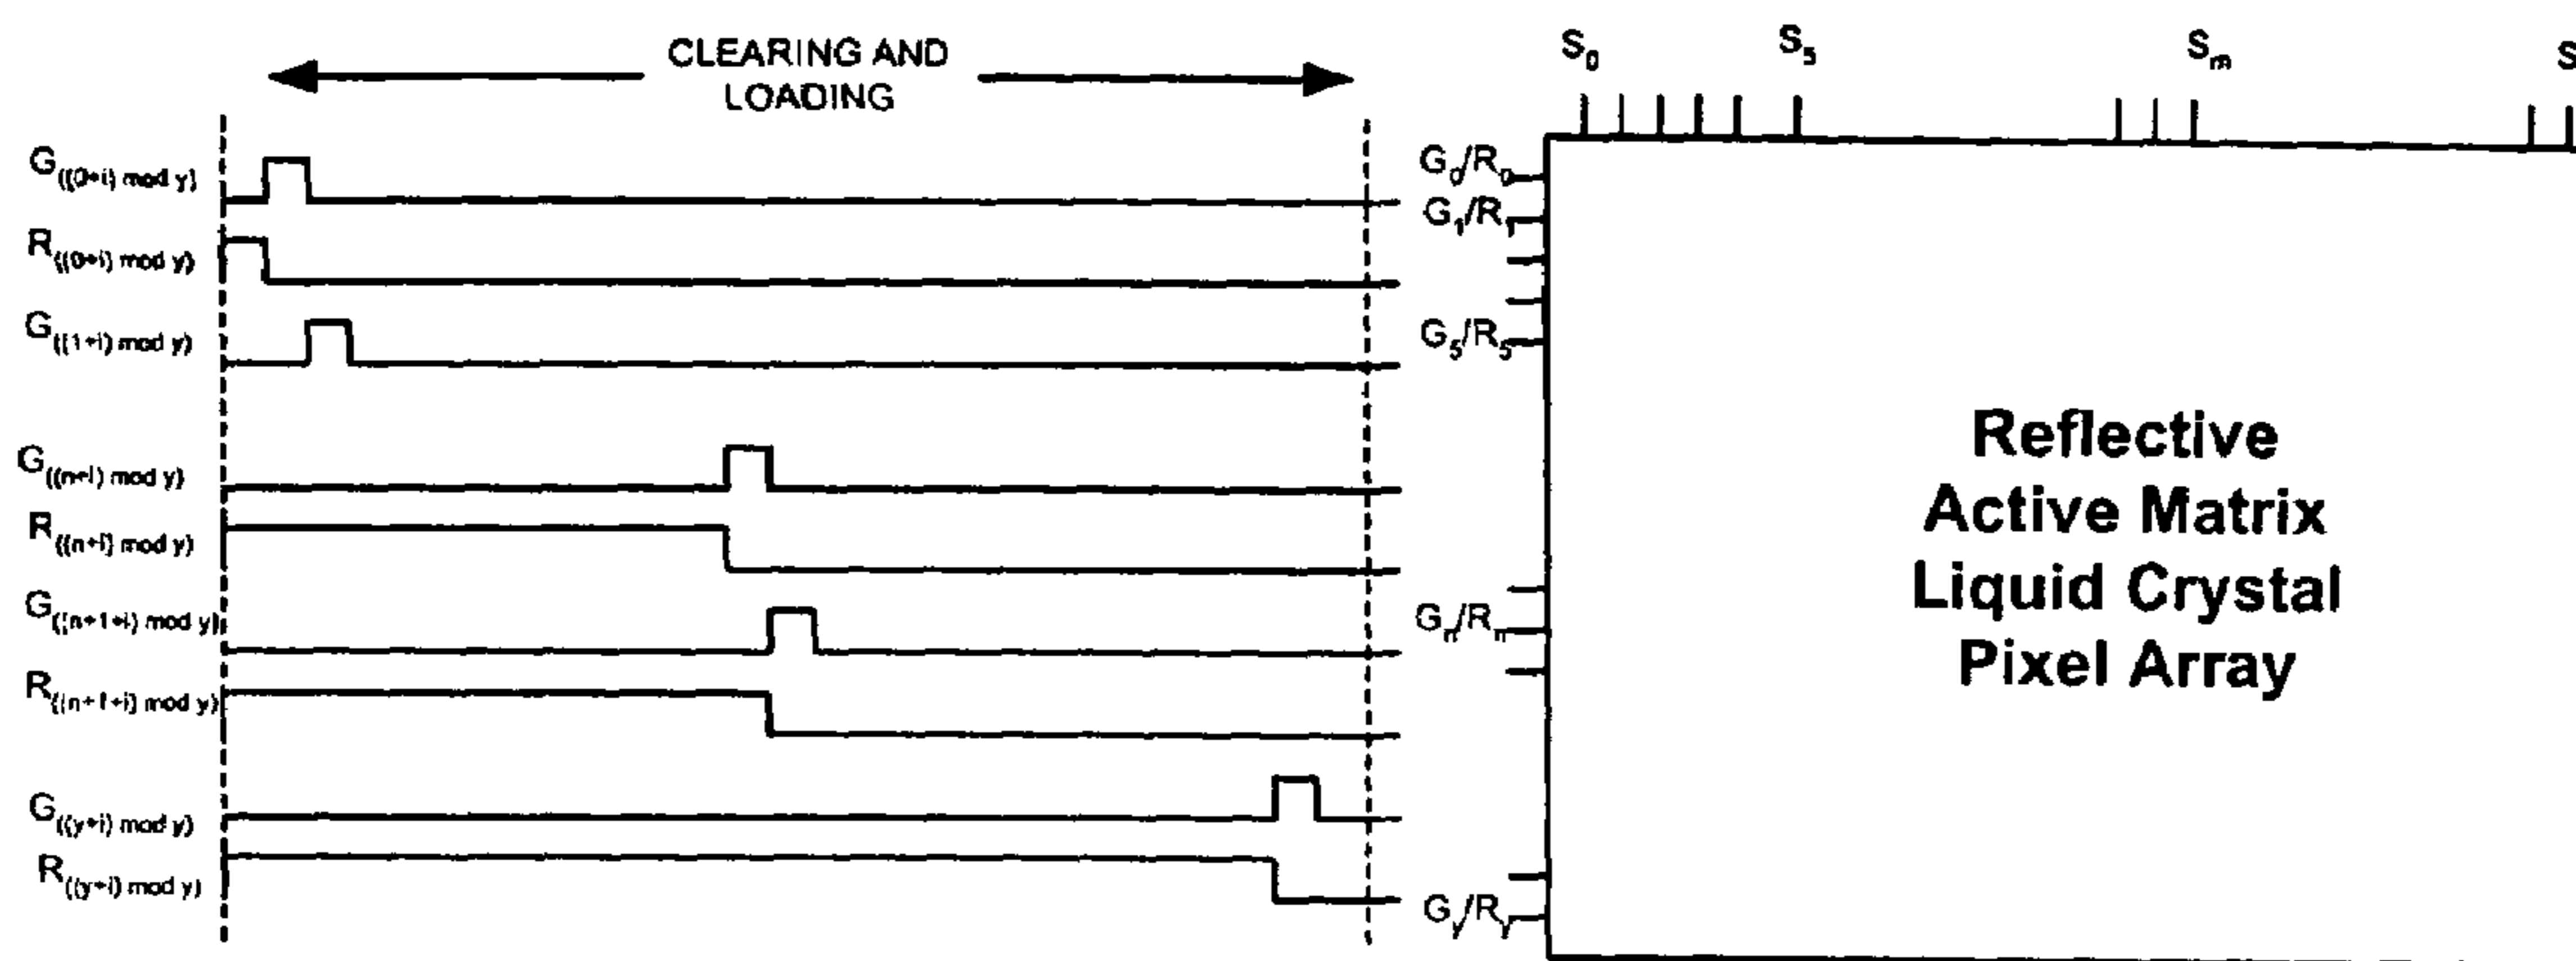 CLEARING AND
LOADING
G((0+i) mod y)
R((0+i) mod y)
G((1+i) mod y)
G((n+i) mod y)
R((n+i) mod y)
G((n+1+i) mod y)
R((n+1+i) mod y)
G((y+i) mod y)
R((y+i) mod y)
S0 S5 Sm S
G0/R0
G1/R1
G5/R5
Gn/Rn
Gy/Ry
Reflective
Active Matrix
Liquid Crystal
Pixel Array